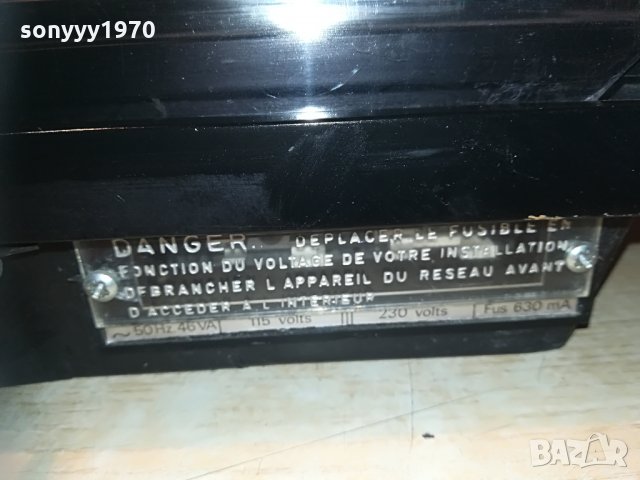 sonyyy1970
DANGER.. DEPLACER LE FUSIBLE EN
FONCTION DU VOLTAGE DE VOTRE INSTALLATION
DEBRANCHER L APPAREIL DU RESEAU AVANT
D ACCEDER A L INTERIEUR
~ 50Hz 46VA 115 volts ||| 230 volts Fus 630 mA
BAZAR